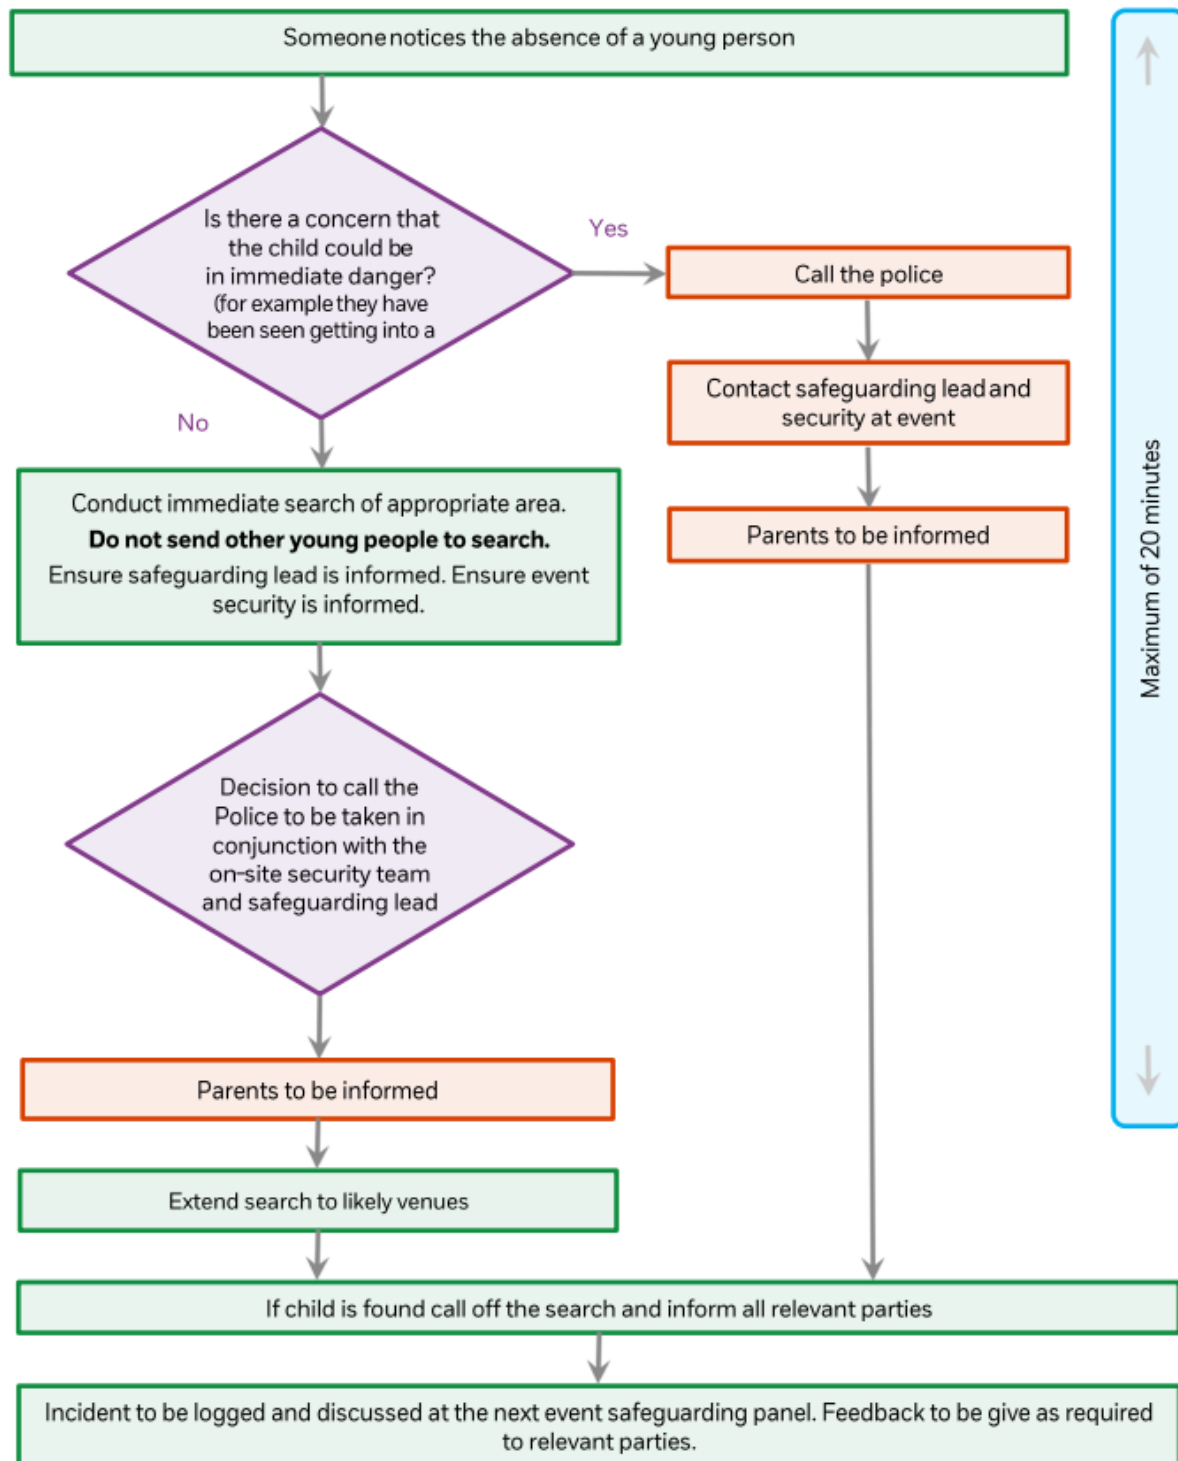 Someone notices the absence of a young person
Is there a concern that
the child could be
in immediate danger?
(for example they have
been seen getting into a
Yes
Call the police
Contact safeguarding lead and
security at event
Parents to be informed
No
Conduct immediate search of appropriate area.
Do not send other young people to search.
Ensure safeguarding lead is informed. Ensure event
security is informed.
Decision to call the
Police to be taken in
conjunction with the
on-site security team
and safeguarding lead
Parents to be informed
Extend search to likely venues
If child is found call off the search and inform all relevant parties
Incident to be logged and discussed at the next event safeguarding panel. Feedback to be give as required
to relevant parties.
Maximum of 20 minutes